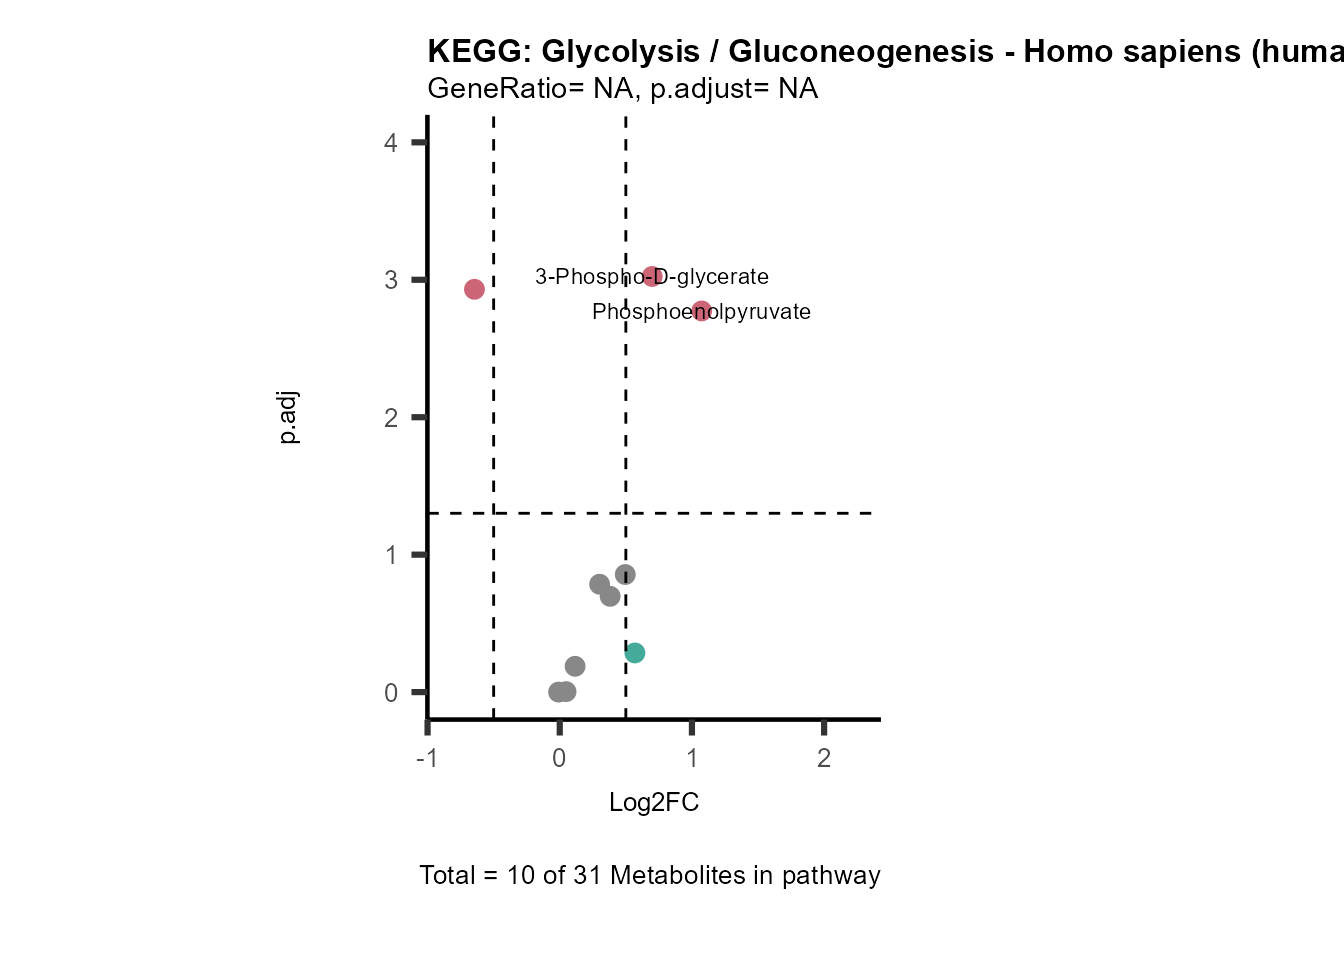 KEGG: Glycolysis / Gluconeogenesis - Homo sapiens (huma
GeneRatio= NA, p.adjust= NA
4
3
2
1
0
p.adj
3-Phospho-D-glycerate
Phosphoenolpyruvate
-1 0 1 2
Log2FC
Total = 10 of 31 Metabolites in pathway